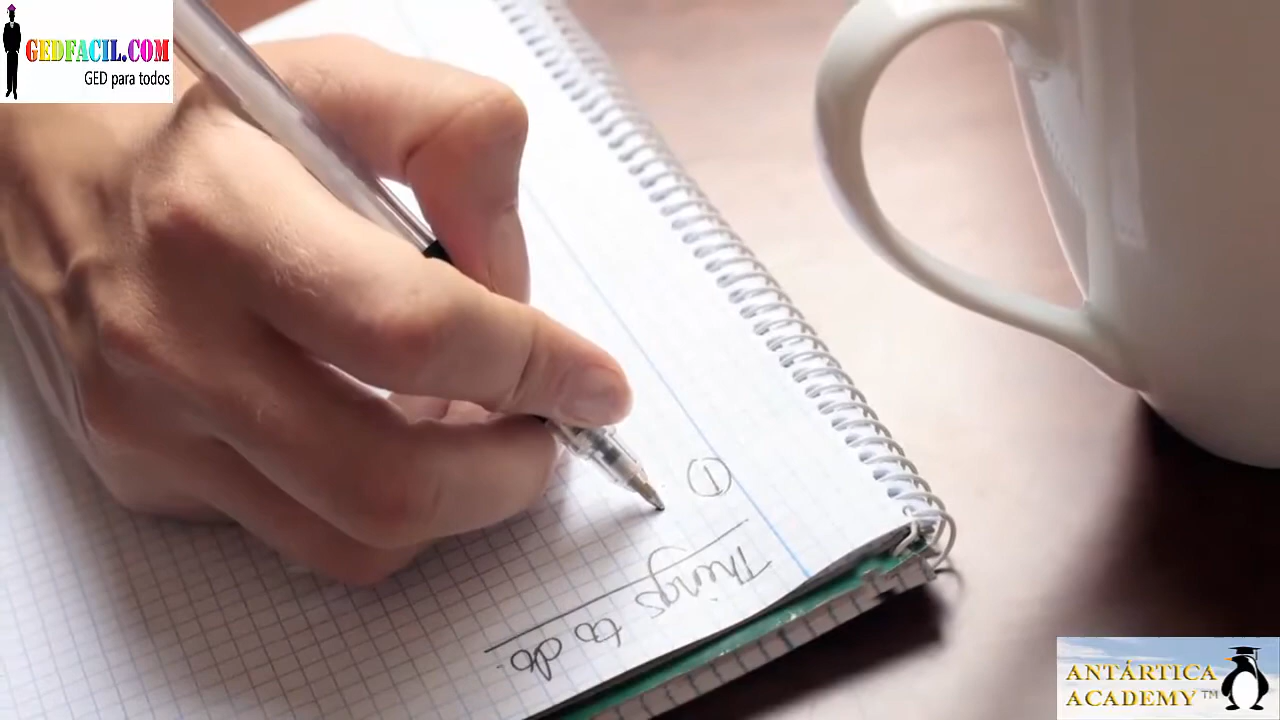 GEDFACIL.COM
GED para todos
Things to do.
1
ANTÁRTICA
ACADEMY™